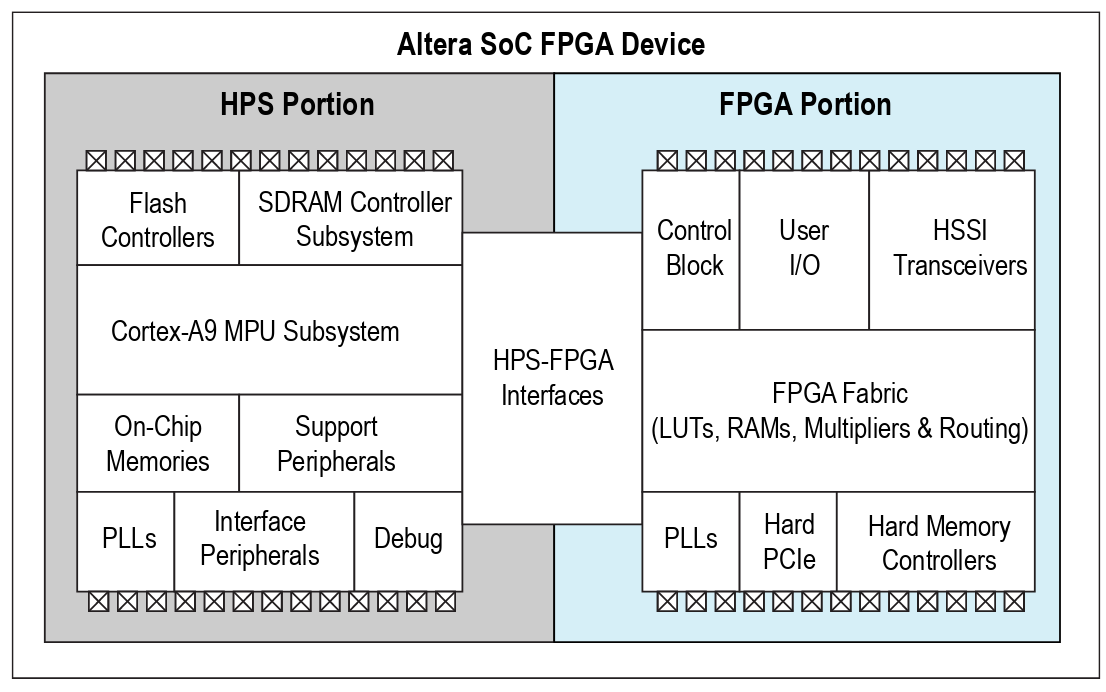 Altera SoC FPGA Device
HPS Portion
Flash
Controllers
SDRAM Controller
Subsystem
Cortex-A9 MPU Subsystem
On-Chip
Memories
Support
Peripherals
PLLs
Interface
Peripherals
Debug
HPS-FPGA
Interfaces
FPGA Portion
Control
Block
User
I/O
HSSI
Transceivers
FPGA Fabric
(LUTs, RAMs, Multipliers & Routing)
PLLs
Hard
PCIe
Hard Memory
Controllers